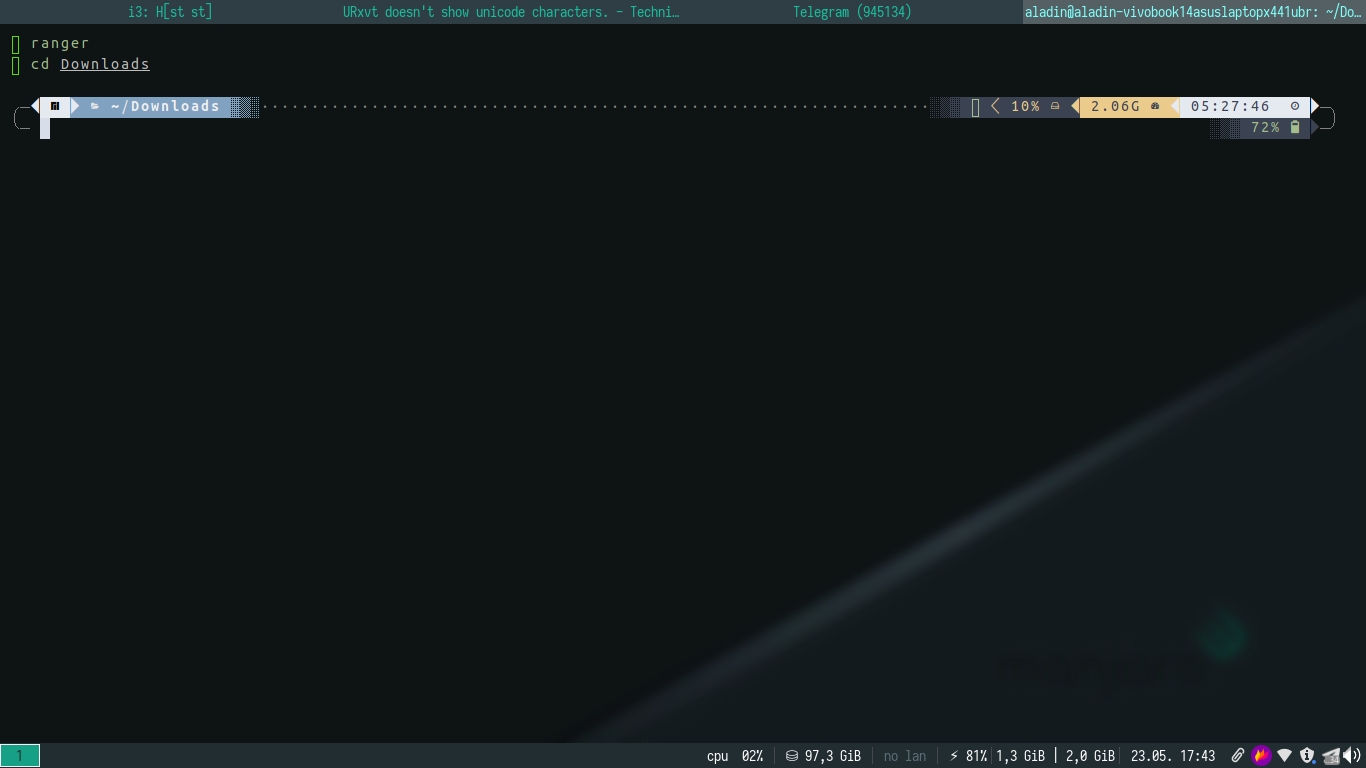 i3: H[st st]
URxvt doesn't show unicode characters. – Techni…
Telegram (945134)
aladin@aladin-vivobook14asuslaptopx441ubr: ~/Do…
ranger
cd Downloads
~/Downloads
10%
2.06G
05:27:46
72%
1
cpu 02%
97,3 GiB
no lan
⚡ 81%
1,3 GiB | 2,0 GiB
23.05. 17:43
34